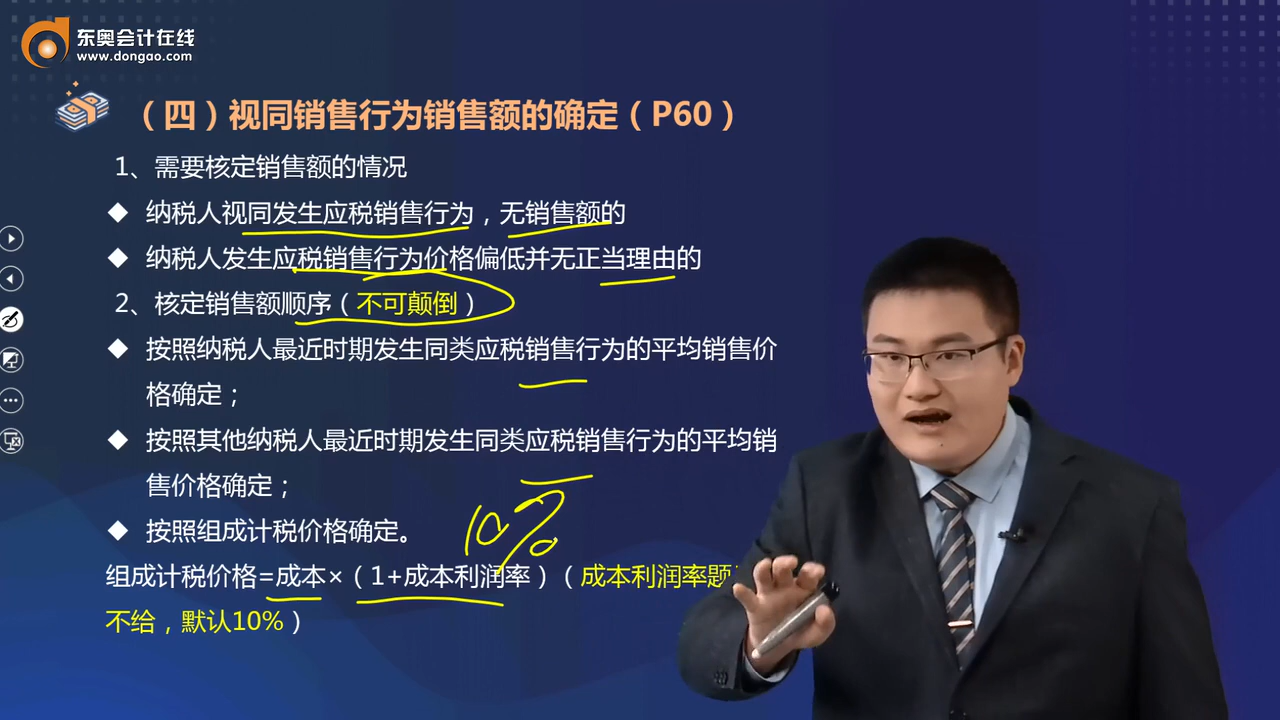 东奥会计在线
www.dongao.com
（四）视同销售行为销售额的确定（P60）
1、需要核定销售额的情况
◆ 纳税人视同发生应税销售行为，无销售额的
◆ 纳税人发生应税销售行为价格偏低并无正当理由的
2、核定销售额顺序（不可颠倒）
◆ 按照纳税人最近时期发生同类应税销售行为的平均销售价
格确定；
◆ 按照其他纳税人最近时期发生同类应税销售行为的平均销
售价格确定；
◆ 按照组成计税价格确定。
10%
组成计税价格=成本×（1+成本利润率）（成本利润率题
不给，默认10%）